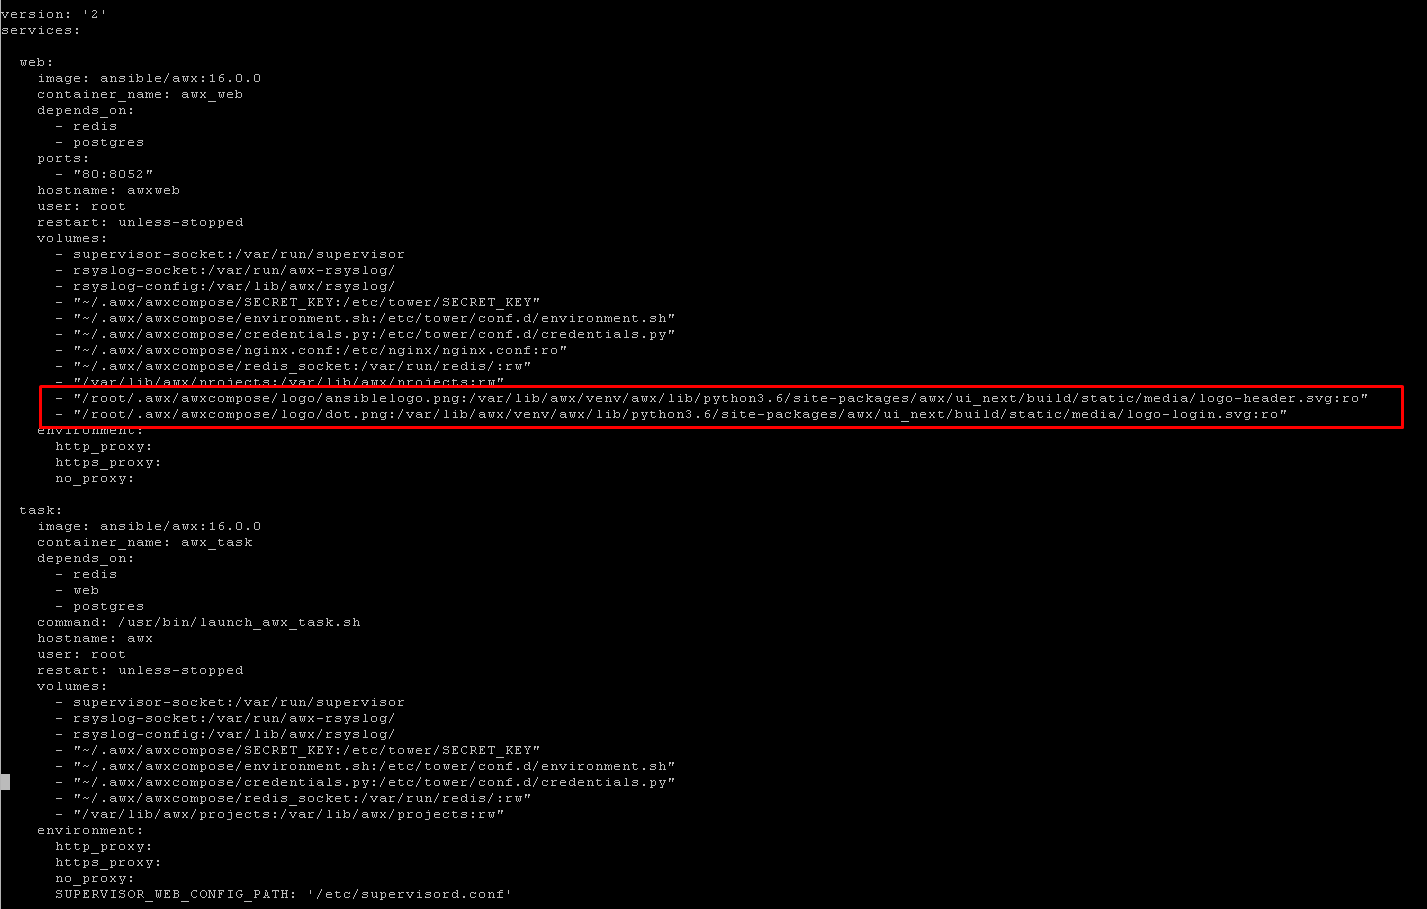 version: '2'
services:
web:
image: ansible/awx:16.0.0
container_name: awx_web
depends_on:
- redis
- postgres
ports:
- "80:8052"
hostname: awxweb
user: root
restart: unless-stopped
volumes:
- supervisor-socket:/var/run/supervisor
- rsyslog-socket:/var/run/awx-rsyslog/
- rsyslog-config:/var/lib/awx/rsyslog/
- "~/.awx/awxcompose/SECRET_KEY:/etc/tower/SECRET_KEY"
- "~/.awx/awxcompose/environment.sh:/etc/tower/conf.d/environment.sh"
- "~/.awx/awxcompose/credentials.py:/etc/tower/conf.d/credentials.py"
- "~/.awx/awxcompose/nginx.conf:/etc/nginx/nginx.conf:ro"
- "~/.awx/awxcompose/redis_socket:/var/run/redis/:rw"
- "/var/lib/awx/projects:/var/lib/awx/projects:rw"
- "/root/.awx/awxcompose/logo/ansiblelogo.png:/var/lib/awx/venv/awx/lib/python3.6/site-packages/awx/ui_next/build/static/media/logo-header.svg:ro"
- "/root/.awx/awxcompose/logo/dot.png:/var/lib/awx/venv/awx/lib/python3.6/site-packages/awx/ui_next/build/static/media/logo-login.svg:ro"
environment:
http_proxy:
https_proxy:
no_proxy:
task:
image: ansible/awx:16.0.0
container_name: awx_task
depends_on:
- redis
- web
- postgres
command: /usr/bin/launch_awx_task.sh
hostname: awx
user: root
restart: unless-stopped
volumes:
- supervisor-socket:/var/run/supervisor
- rsyslog-socket:/var/run/awx-rsyslog/
- rsyslog-config:/var/lib/awx/rsyslog/
- "~/.awx/awxcompose/SECRET_KEY:/etc/tower/SECRET_KEY"
- "~/.awx/awxcompose/environment.sh:/etc/tower/conf.d/environment.sh"
- "~/.awx/awxcompose/credentials.py:/etc/tower/conf.d/credentials.py"
- "~/.awx/awxcompose/redis_socket:/var/run/redis/:rw"
- "/var/lib/awx/projects:/var/lib/awx/projects:rw"
environment:
http_proxy:
https_proxy:
no_proxy:
SUPERVISOR_WEB_CONFIG_PATH: '/etc/supervisord.conf'